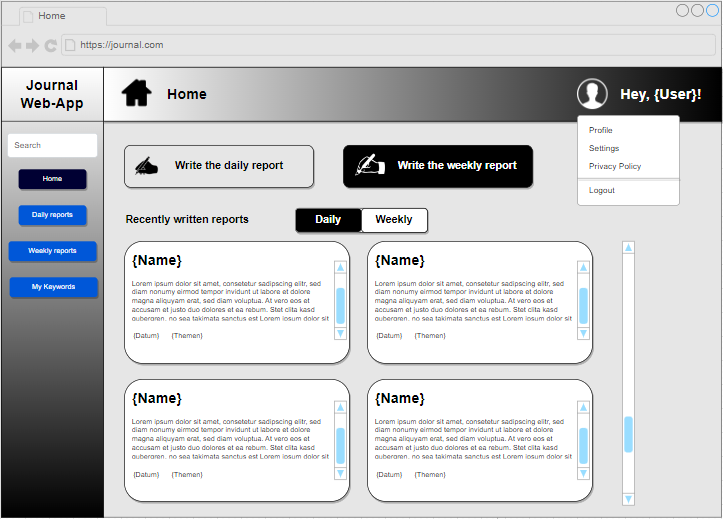 Home
https://journal.com
Journal
Web-App
Home
Hey, {User}!
Search
Home
Daily reports
Weekly reports
My Keywords
Profile
Settings
Privacy Policy
Logout
Write the daily report
Write the weekly report
Recently written reports
Daily
Weekly
{Name}
Lorem ipsum dolor sit amet, consetetur sadipscing elitr, sed
diam nonumy eirmod tempor invidunt ut labore et dolore
magna aliquyam erat, sed diam voluptua. At vero eos et
accusam et justo duo dolores et ea rebum. Stet clita kasd
gubergren, no sea takimata sanctus est Lorem ipsum dolor sit
{Datum} {Themen}
{Name}
Lorem ipsum dolor sit amet, consetetur sadipscing elitr, sed
diam nonumy eirmod tempor invidunt ut labore et dolore
magna aliquyam erat, sed diam voluptua. At vero eos et
accusam et justo duo dolores et ea rebum. Stet clita kasd
gubergren, no sea takimata sanctus est Lorem ipsum dolor sit
{Datum} {Themen}
{Name}
Lorem ipsum dolor sit amet, consetetur sadipscing elitr, sed
diam nonumy eirmod tempor invidunt ut labore et dolore
magna aliquyam erat, sed diam voluptua. At vero eos et
accusam et justo duo dolores et ea rebum. Stet clita kasd
gubergren, no sea takimata sanctus est Lorem ipsum dolor sit
{Datum} {Themen}
{Name}
Lorem ipsum dolor sit amet, consetetur sadipscing elitr, sed
diam nonumy eirmod tempor invidunt ut labore et dolore
magna aliquyam erat, sed diam voluptua. At vero eos et
accusam et justo duo dolores et ea rebum. Stet clita kasd
gubergren, no sea takimata sanctus est Lorem ipsum dolor sit
{Datum} {Themen}